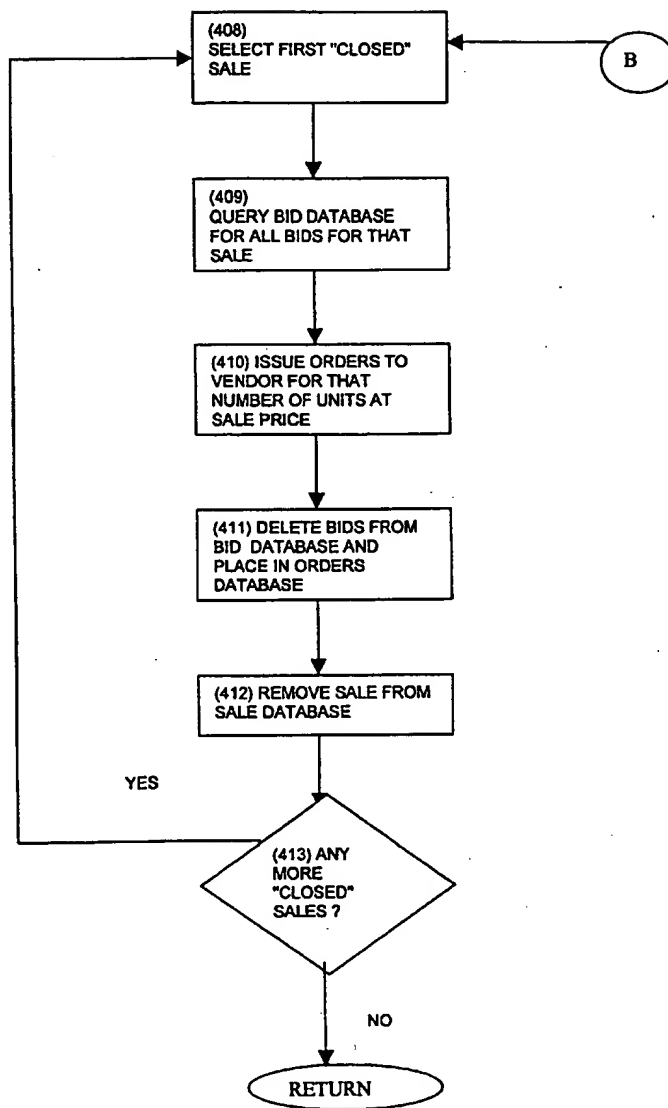 (408)
SELECT FIRST "CLOSED"
SALE
B
(409)
QUERY BID DATABASE
FOR ALL BIDS FOR THAT
SALE
(410) ISSUE ORDERS TO
VENDOR FOR THAT
NUMBER OF UNITS AT
SALE PRICE
(411) DELETE BIDS FROM
BID DATABASE AND
PLACE IN ORDERS
DATABASE
(412) REMOVE SALE FROM
SALE DATABASE
YES
(413) ANY
MORE
"CLOSED"
SALES ?
NO
RETURN